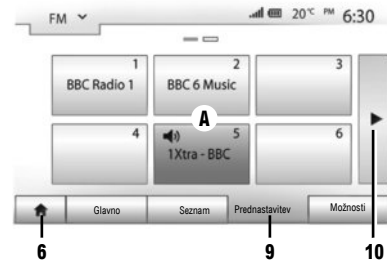 FM 20°C PM 6:30
1 2 3
BBC Radio 1 BBC 6 Music
A
4 5 6
1Xtra - BBC
Glavno Seznam Prednastavitev Možnosti
6 9 10